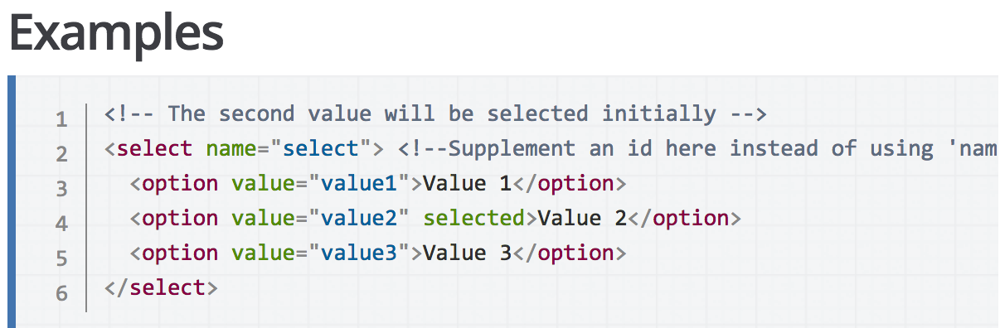 Examples
1 <!-- The second value will be selected initially -->
2 <select name="select"> <!--Supplement an id here instead of using 'nam
3 <option value="value1">Value 1</option>
4 <option value="value2" selected>Value 2</option>
5 <option value="value3">Value 3</option>
6 </select>